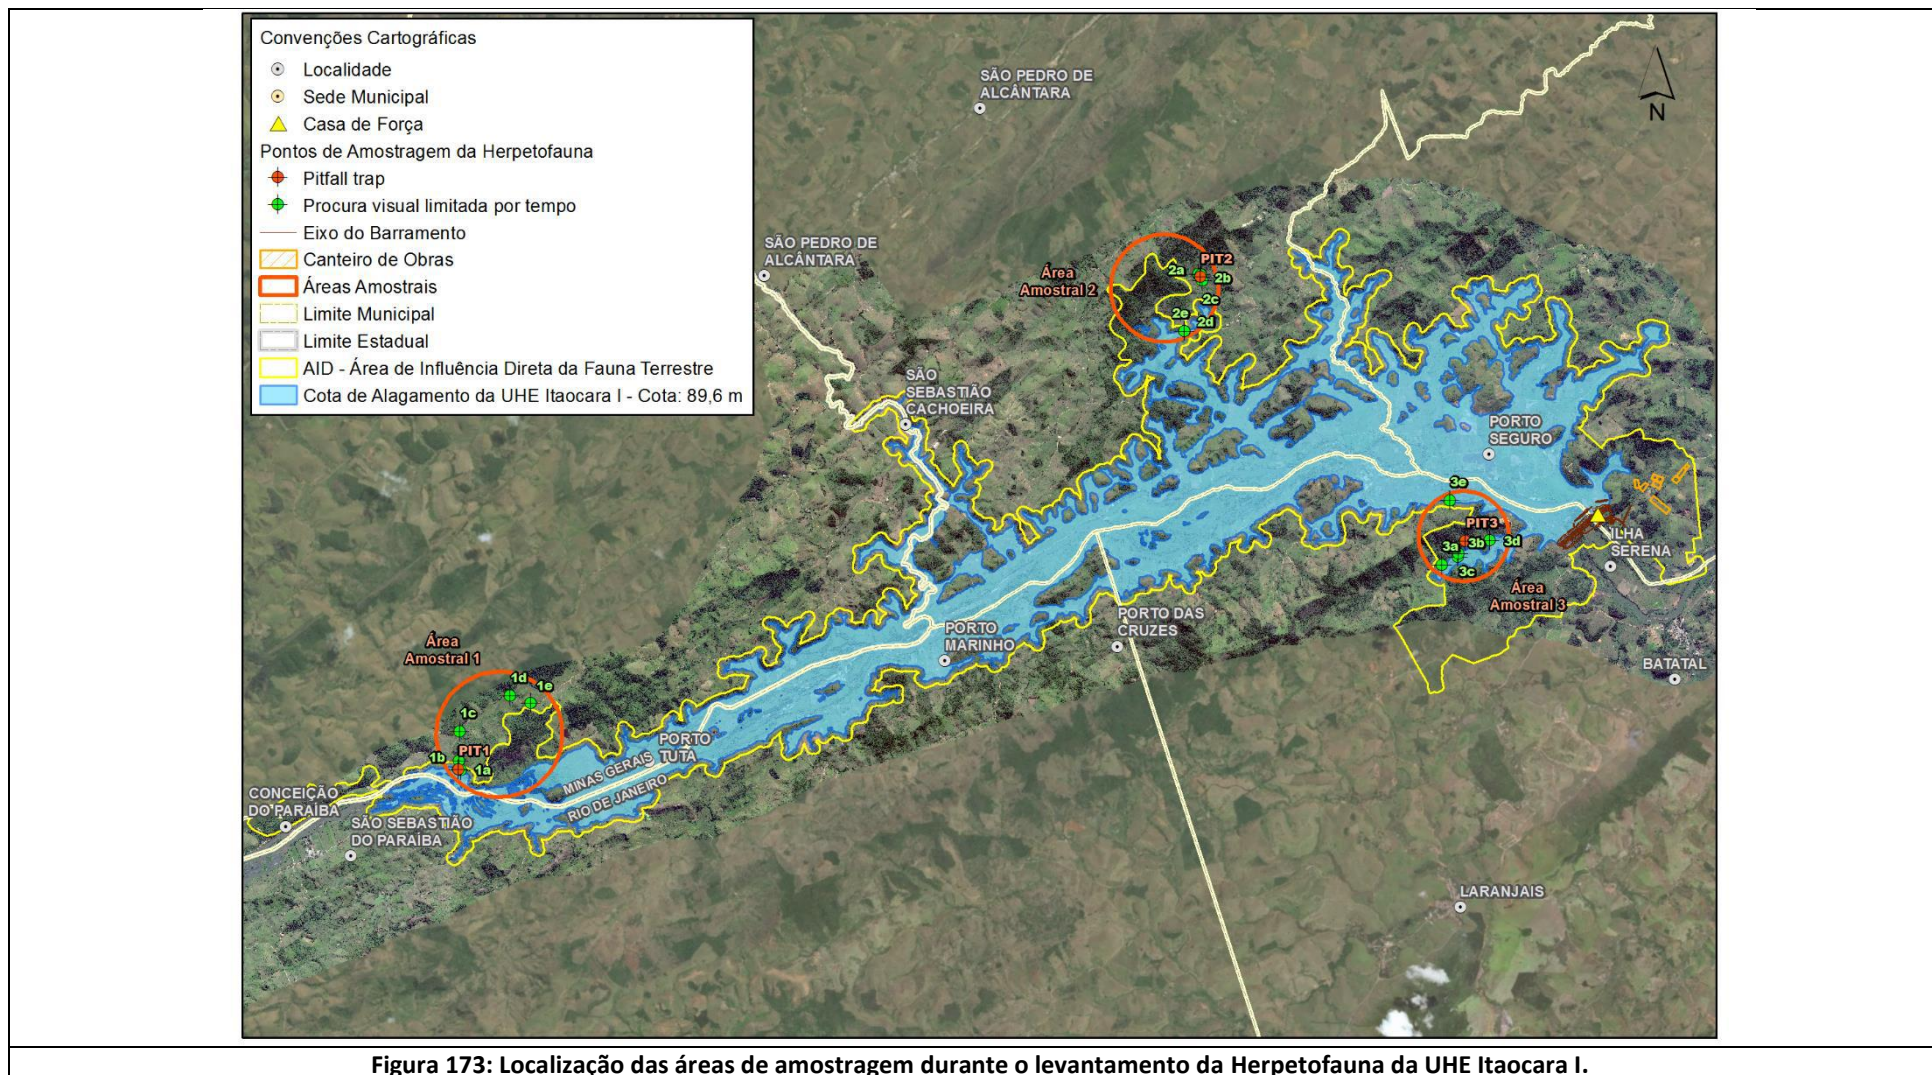 Convenções Cartográficas
Localidade
Sede Municipal
Casa de Força
Pontos de Amostragem da Herpetofauna
Pitfall trap
Procura visual limitada por tempo
Eixo do Barramento
Canteiro de Obras
Áreas Amostrais
Limite Municipal
Limite Estadual
AID - Área de Influência Direta da Fauna Terrestre
Cota de Alagamento da UHE Itaocara I - Cota: 89,6 m
SÃO PEDRO DE
ALCÂNTARA
N
SÃO PEDRO DE
ALCÂNTARA
Área
Amostral 2
PIT2
2a
2b
2c
2e
2d
SÃO
SEBASTIÃO
CACHOEIRA
PORTO
SEGURO
3e
PIT3
3a
3b
3d
3c
ILHA
SERENA
Área
Amostral 3
PORTO DAS
CRUZES
PORTO
MARINHO
BATATAL
Área
Amostral 1
1d
1e
1c
PIT1
1b
1a
PORTO
TUTA
MINAS GERAIS
RIO DE JANEIRO
CONCEIÇÃO
DO PARAÍBA
SÃO SEBASTIÃO
DO PARAÍBA
LARANJAIS
Figura 173: Localização das áreas de amostragem durante o levantamento da Herpetofauna da UHE Itaocara I.